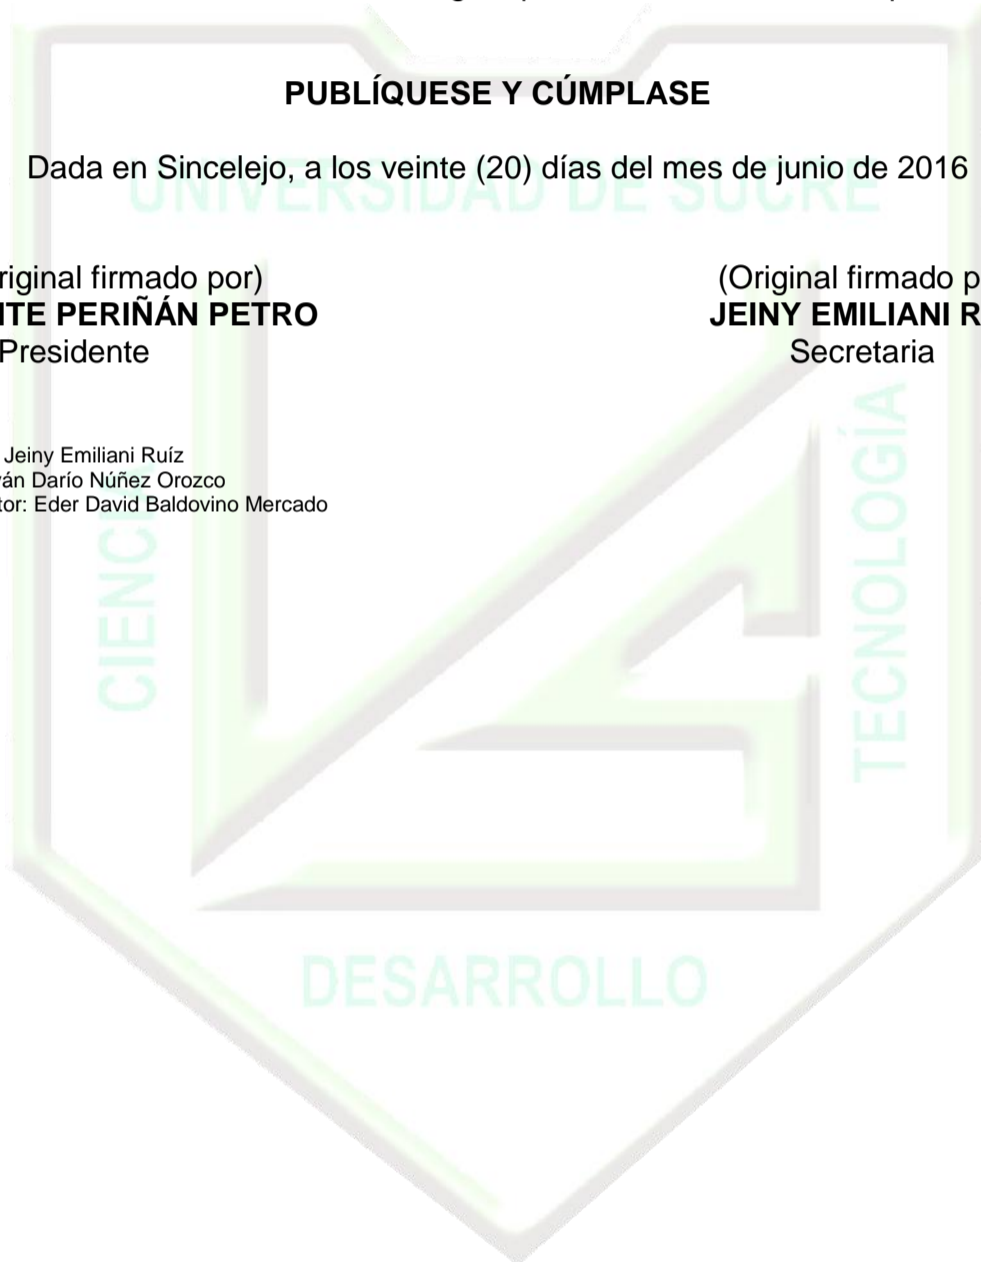 PUBLÍQUESE Y CÚMPLASE
Dada en Sincelejo, a los veinte (20) días del mes de junio de 2016
UNIVERSIDAD DE SUCRE
riginal firmado por)
(Original firmado p
TE PERIÑÁN PETRO
JEINY EMILIANI R
Presidente
Secretaria
Jeiny Emiliani Ruíz
án Darío Núñez Orozco
tor: Eder David Baldovino Mercado
CIENCIA
TECNOLOGÍA
DESARROLLO